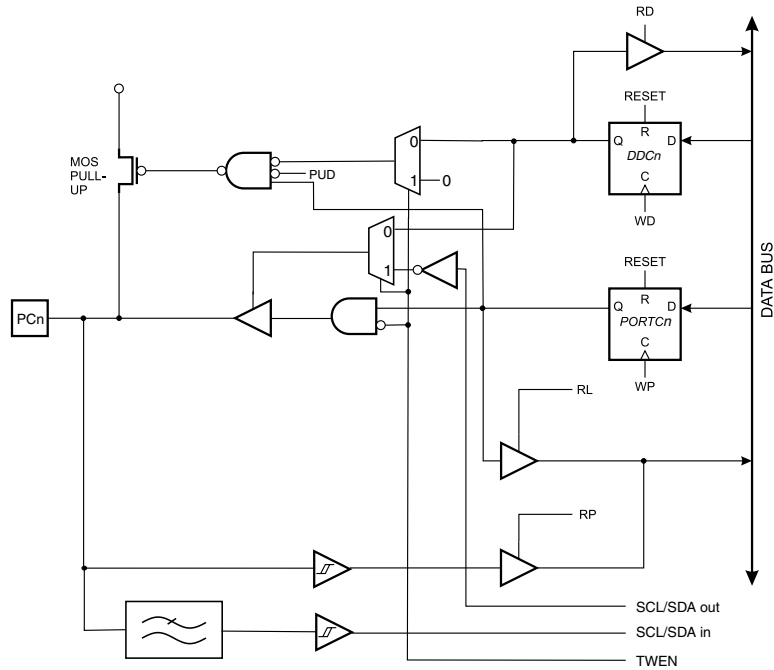 RD
RESET
R
Q
D
DDCn
C
WD
0
1
0
MOS
PULL-
UP
PUD
0
1
RESET
R
Q
D
PORTCn
C
WP
PCn
DATA BUS
RL
RP
SCL/SDA out
SCL/SDA in
TWEN